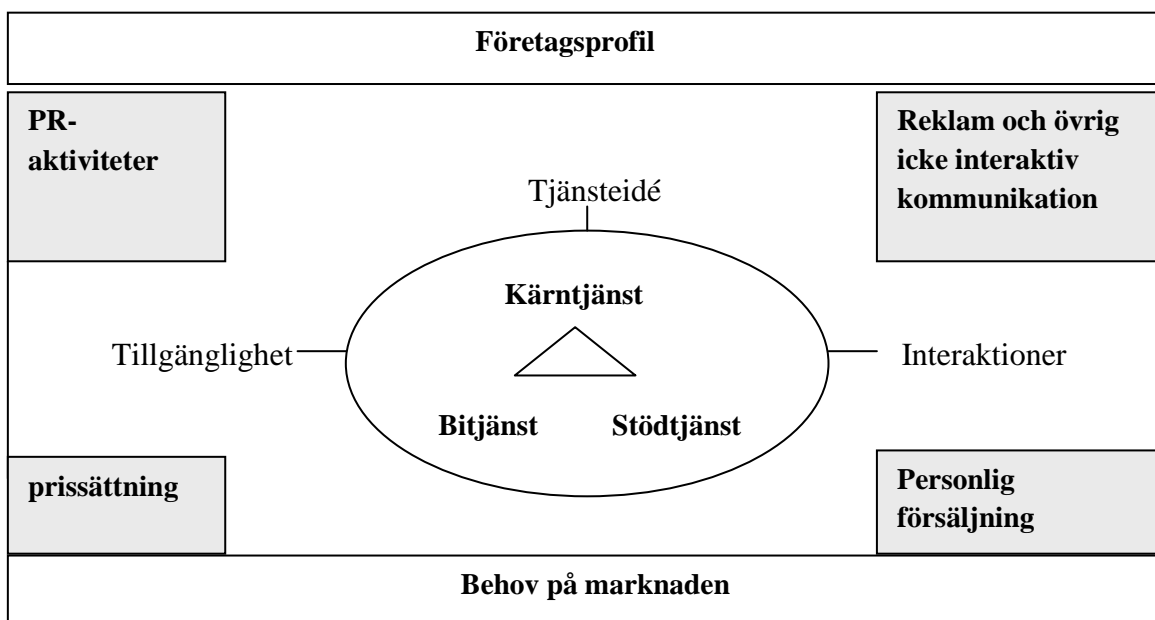 Företagsprofil
PR-
aktiviteter
Reklam och övrig
icke interaktiv
kommunikation
Tjänsteidé
Kärntjänst
Tillgänglighet
Interaktioner
Bitjänst Stödtjänst
prissättning
Personlig
försäljning
Behov på marknaden